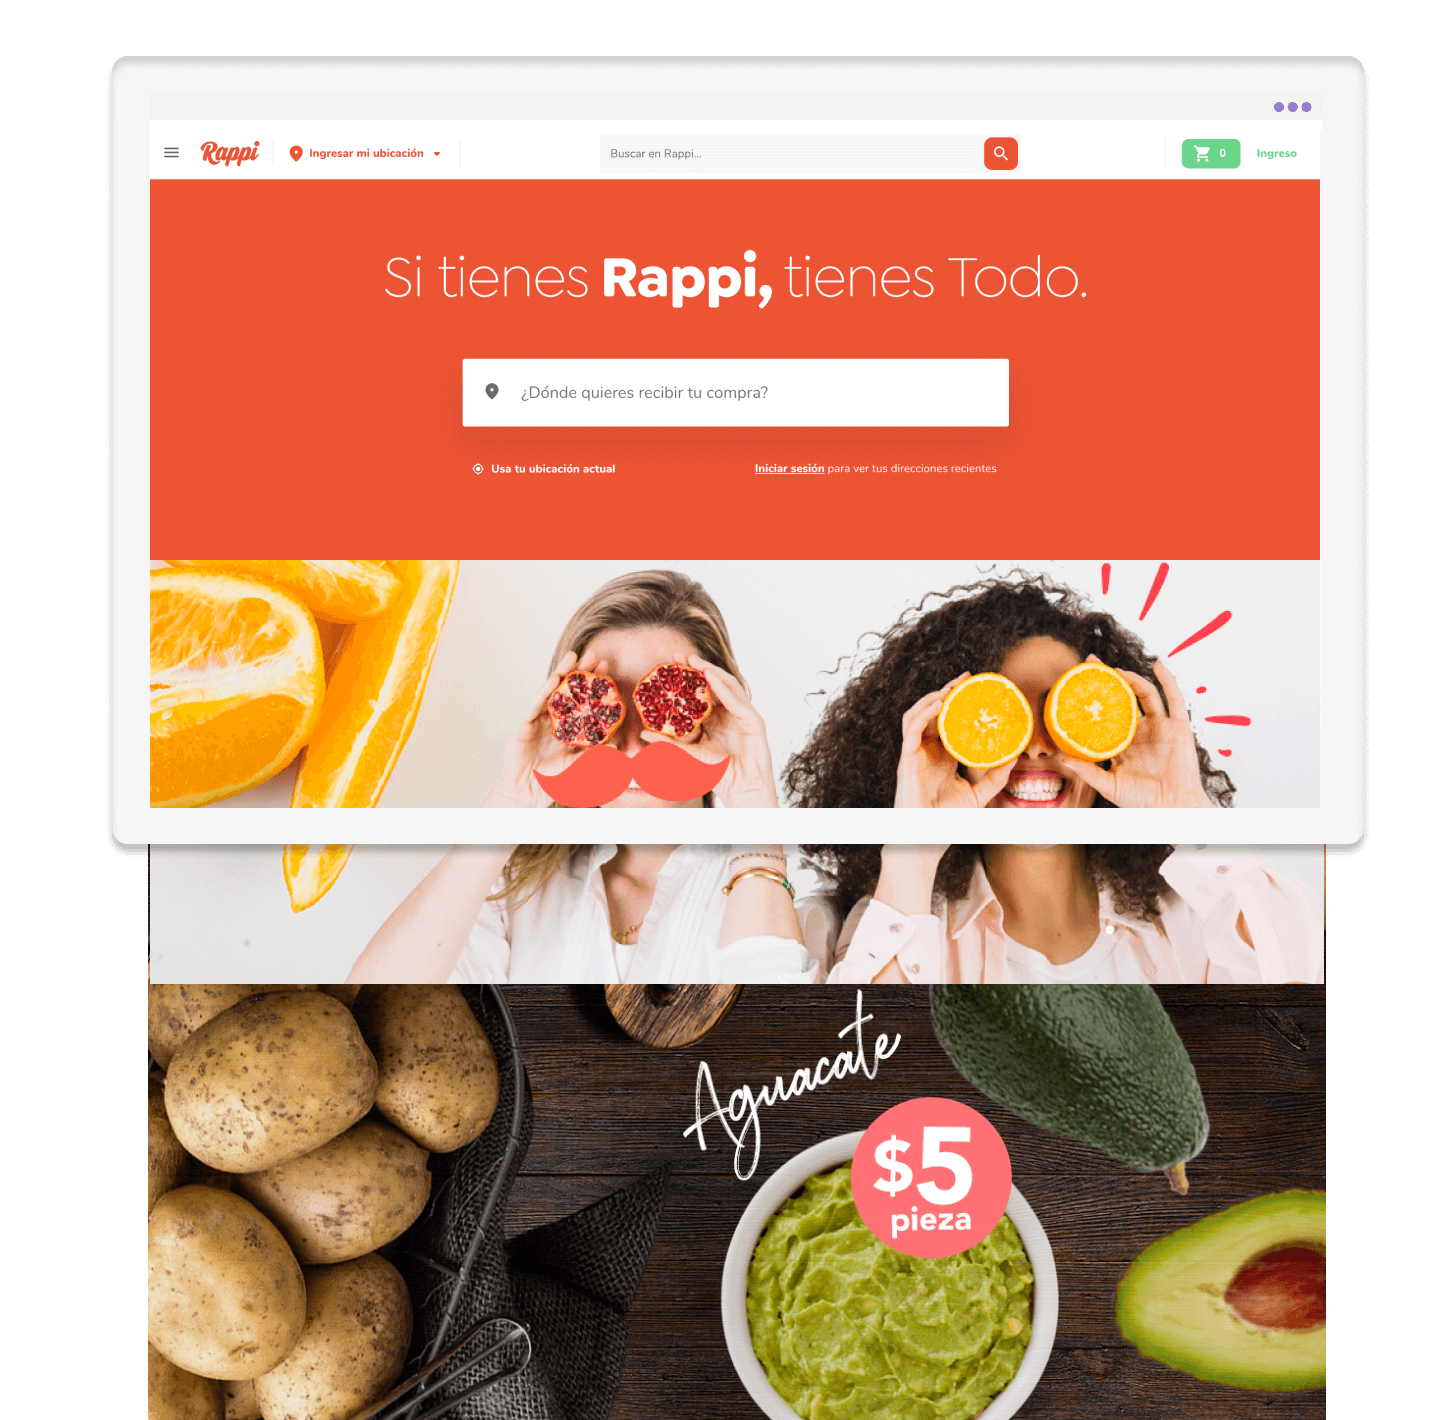 Rappi
Ingresar mi ubicación
Buscar en Rappi...
0
Ingreso
Si tienes Rappi, tienes Todo.
¿Dónde quieres recibir tu compra?
Usa tu ubicación actual
Iniciar sesión para ver tus direcciones recientes
Aguacate
$5
pieza